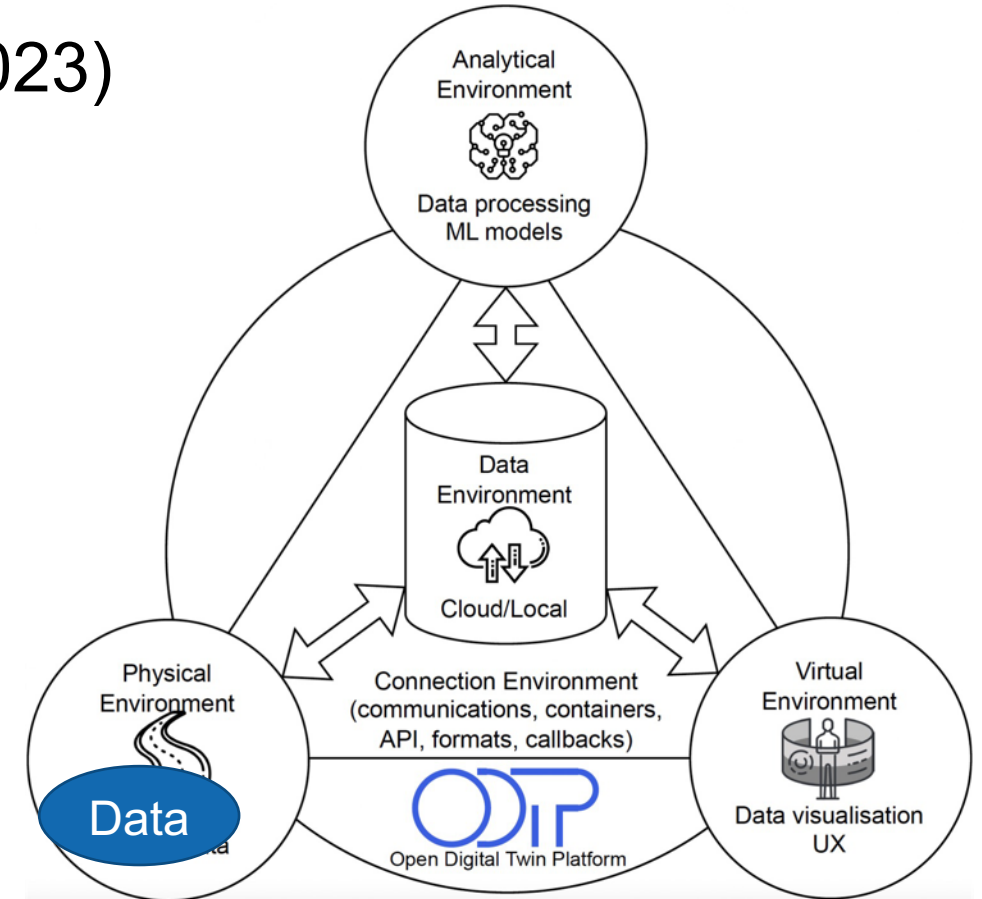 023)
Analytical
Environment
Data processing
ML models
Data
Environment
Cloud/Local
Physical
Environment
Data
Connection Environment
(communications, containers,
API, formats, callbacks)
Virtual
Environment
Data visualisation
UX
ODTP
Open Digital Twin Platform